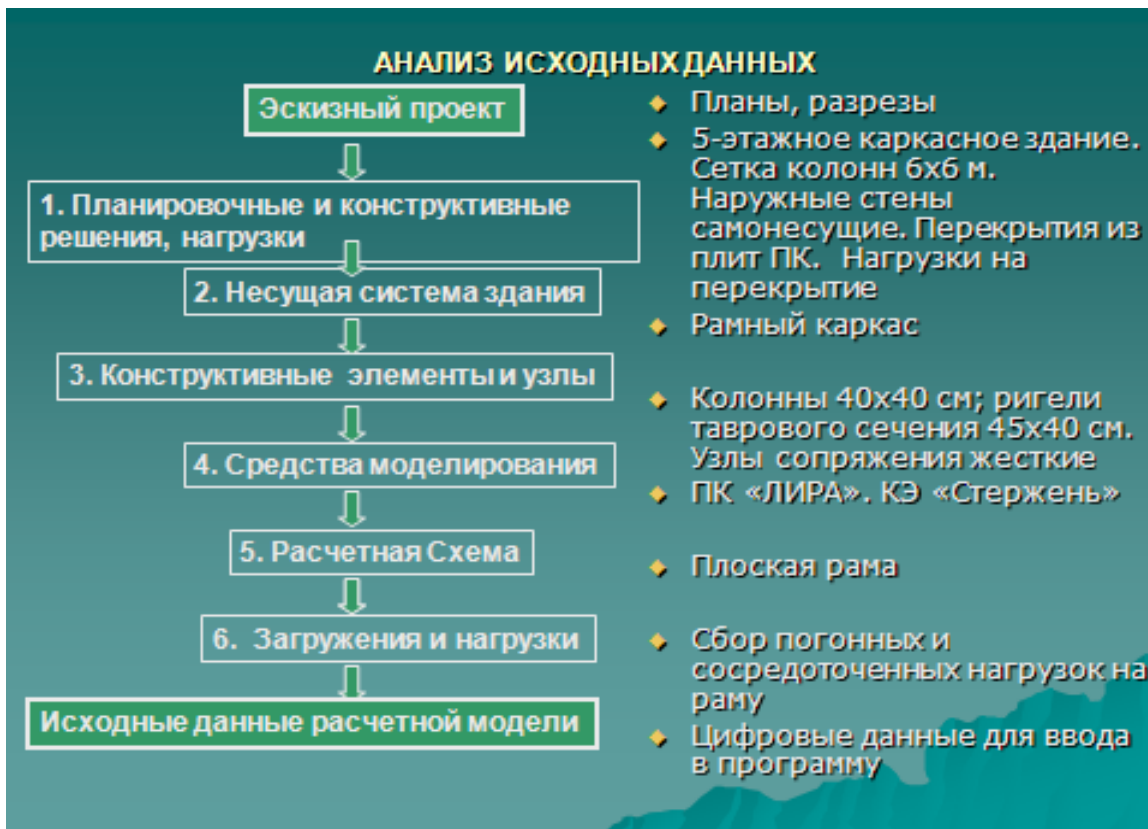 АНАЛИЗ ИСХОДНЫХ ДАННЫХ
Эскизный проект
1. Планировочные и конструктивные
решения, нагрузки
2. Несущая система здания
3. Конструктивные элементы и узлы
4. Средства моделирования
5. Расчетная Схема
6. Загружения и нагрузки
Исходные данные расчетной модели
Планы, разрезы
5-этажное каркасное здание.
Сетка колонн 6х6 м.
Наружные стены
самонесущие. Перекрытия из
плит ПК. Нагрузки на
перекрытие
Рамный каркас
Колонны 40х40 см; ригели
таврового сечения 45х40 см.
Узлы сопряжения жесткие
ПК «ЛИРА». КЭ «Стержень»
Плоская рама
Сбор погонных и
сосредоточенных нагрузок на
раму
Цифровые данные для ввода
в программу